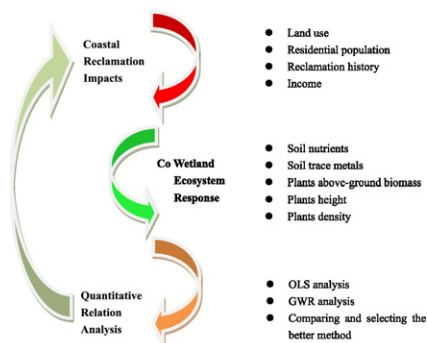 Coastal
Reclamation
Impacts
● Land use
● Residential population
● Reclamation history
● Income
Co Wetland
Ecosystem
Response
● Soil nutrients
● Soil trace metals
● Plants above-ground biomass
● Plants height
● Plants density
Quantitative
Relation
Analysis
● OLS analysis
● GWR analysis
● Comparing and selecting the
better method